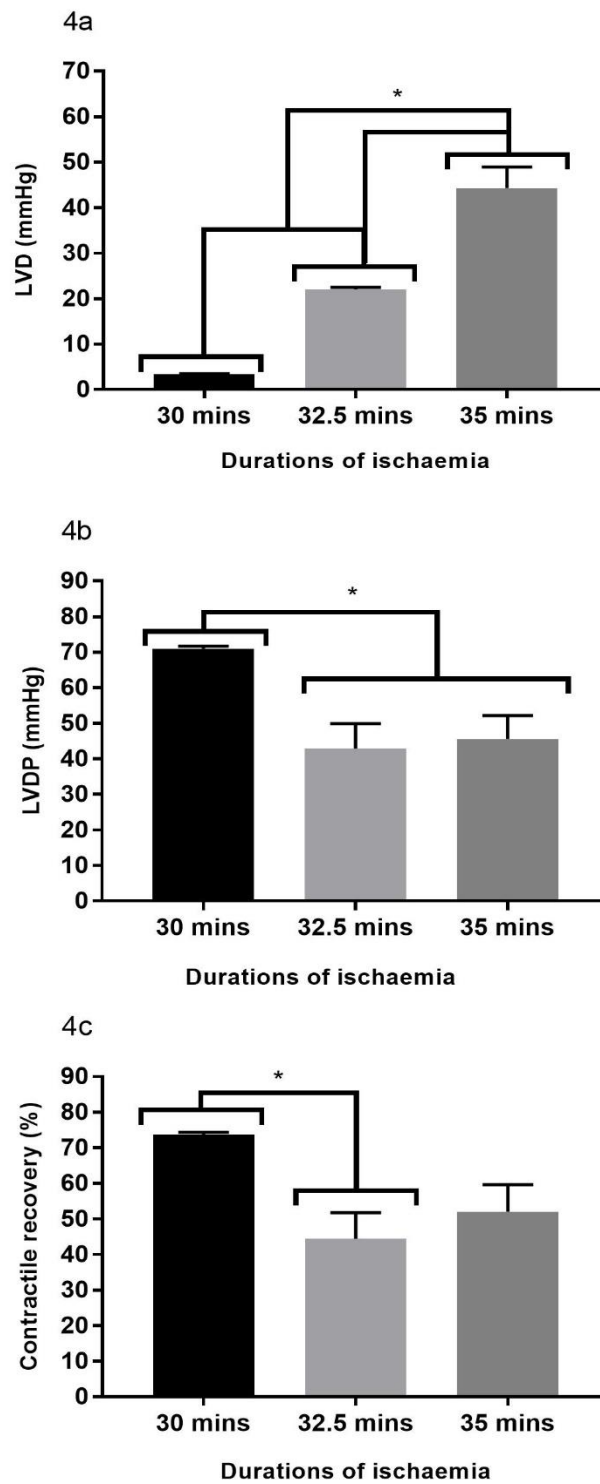 4a
70
60
50
40
30
20
10
0
LVD (mmHg)
*
30 mins 32.5 mins 35 mins
Durations of ischaemia
4b
90
80
70
60
50
40
30
20
10
0
LVDP (mmHg)
*
30 mins 32.5 mins 35 mins
Durations of ischaemia
4c
90
80
70
60
50
40
30
20
10
0
Contractile recovery (%)
*
30 mins 32.5 mins 35 mins
Durations of ischaemia